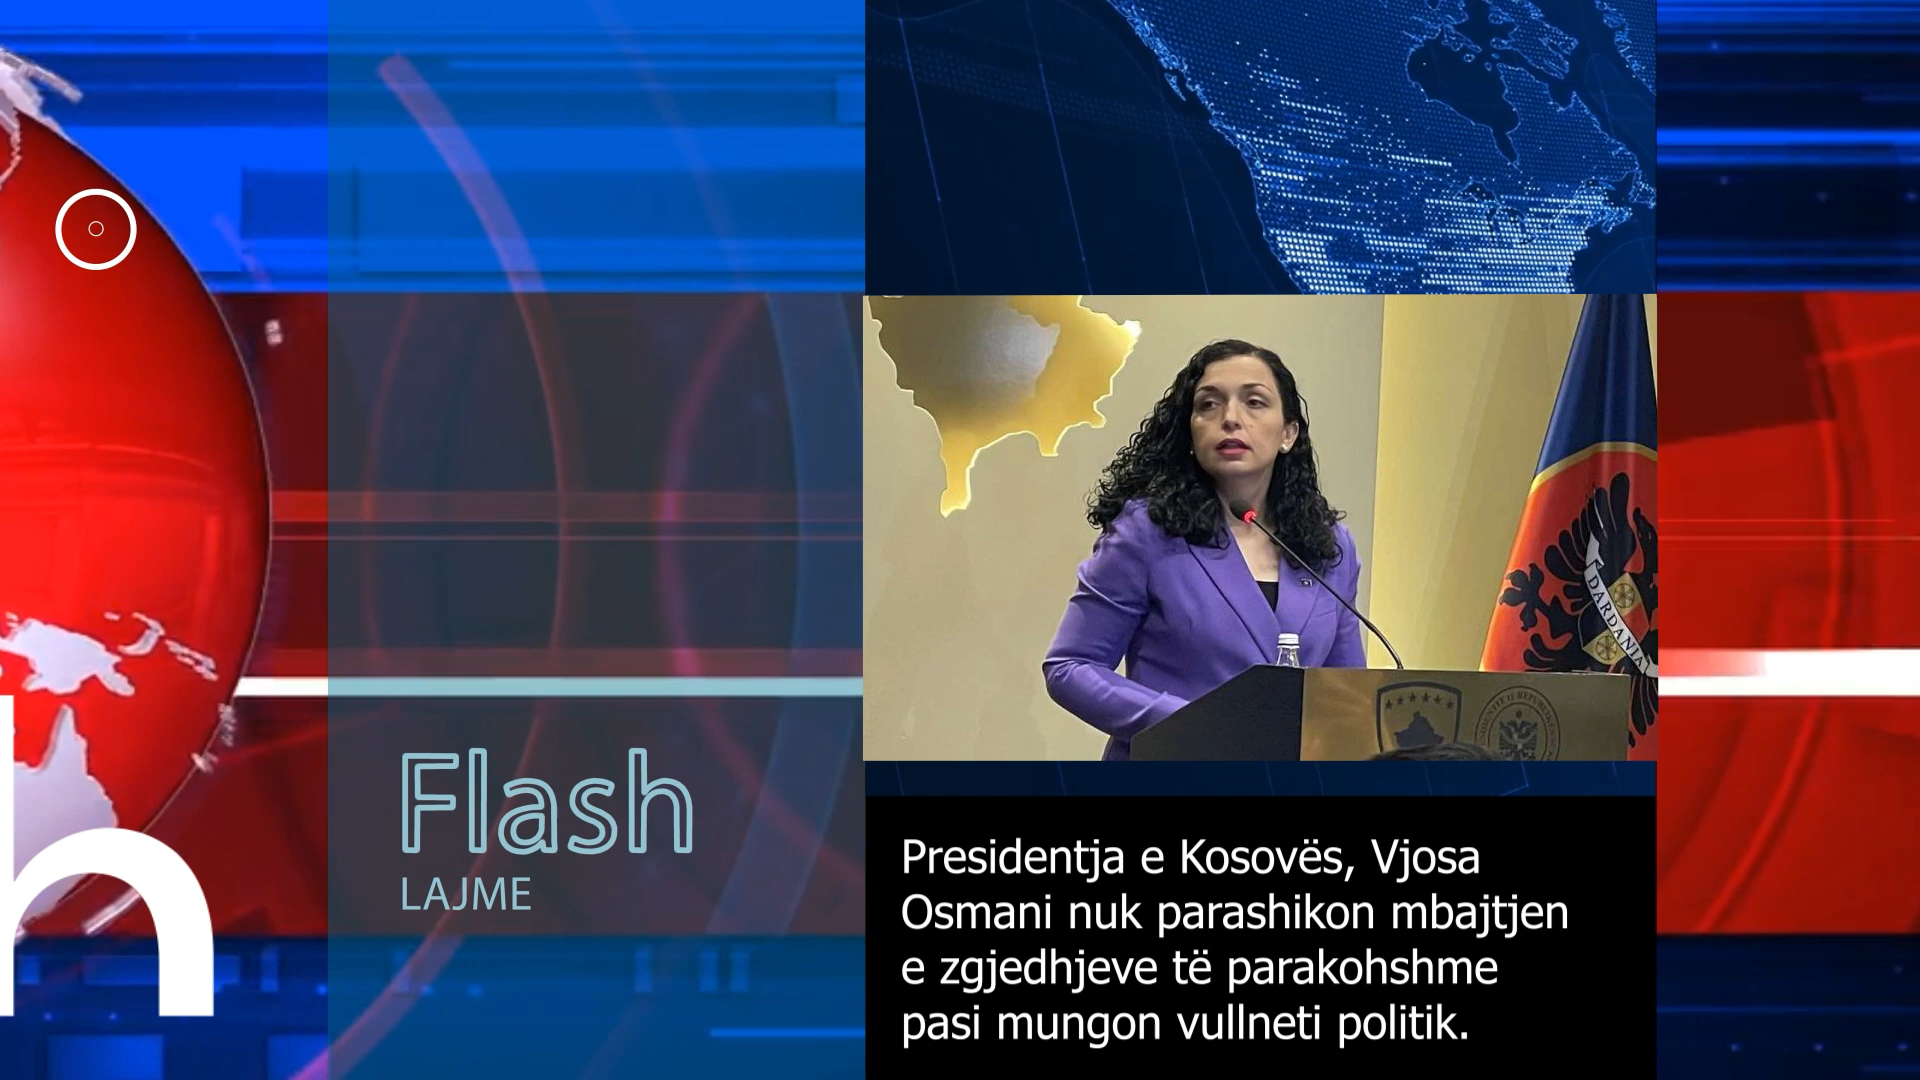 Flash
LAJME
DARDANIA
Presidentja e Kosovës, Vjosa
Osmani nuk parashikon mbajtjen
e zgjedhjeve të parakohshme
pasi mungon vullneti politik.
h